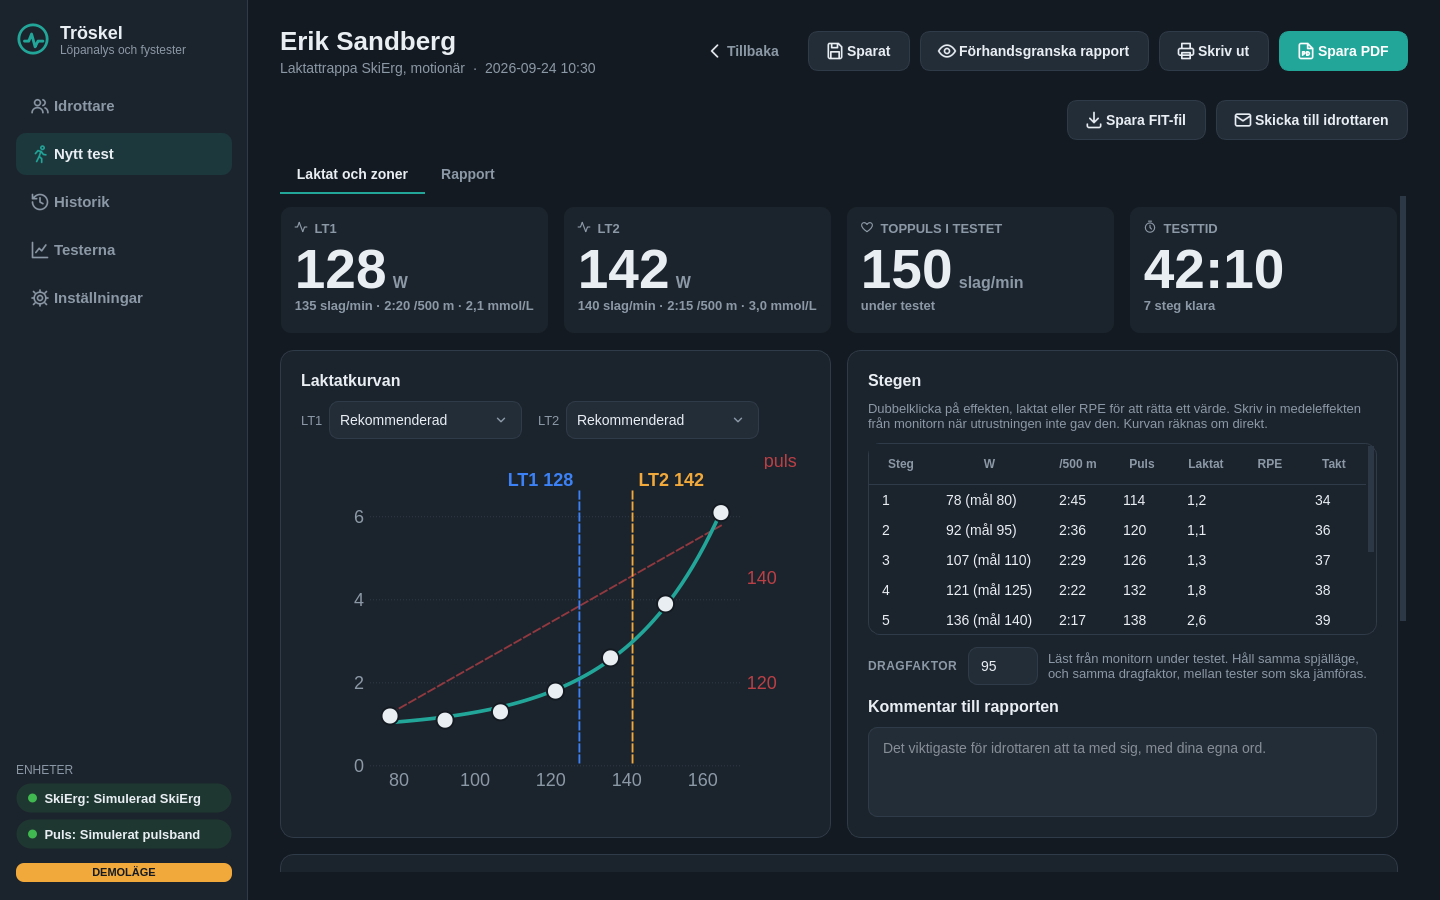 Tröskel
Löpanalys och fystester
Idrottare
Nytt test
Historik
Testerna
Inställningar
ENHETER
SkiErg: Simulerad SkiErg
Puls: Simulerat pulsband
DEMOLÄGE
Erik Sandberg
Laktattrappa SkiErg, motionär · 2026-09-24 10:30
Tillbaka
Sparat
Förhandsgranska rapport
Skriv ut
Spara PDF
Spara FIT-fil
Skicka till idrottaren
Laktat och zoner
Rapport
LT1
128 W
135 slag/min · 2:20 /500 m · 2,1 mmol/L
LT2
142 W
140 slag/min · 2:15 /500 m · 3,0 mmol/L
TOPPULS I TESTET
150 slag/min
under testet
TESTTID
42:10
7 steg klara
Laktatkurvan
LT1 Rekommenderad LT2 Rekommenderad
puls
LT1 128 LT2 142
6
140
4
2 120
0
80 100 120 140 160
Stegen
Dubbelklicka på effekten, laktat eller RPE för att rätta ett värde. Skriv in medeleffekten
från monitorn när utrustningen inte gav den. Kurvan räknas om direkt.
Steg W /500 m Puls Laktat RPE Takt
1 78 (mål 80) 2:45 114 1,2 34
2 92 (mål 95) 2:36 120 1,1 36
3 107 (mål 110) 2:29 126 1,3 37
4 121 (mål 125) 2:22 132 1,8 38
5 136 (mål 140) 2:17 138 2,6 39
DRAGFAKTOR 95
Läst från monitorn under testet. Håll samma spjälläge,
och samma dragfaktor, mellan tester som ska jämföras.
Kommentar till rapporten
Det viktigaste för idrottaren att ta med sig, med dina egna ord.